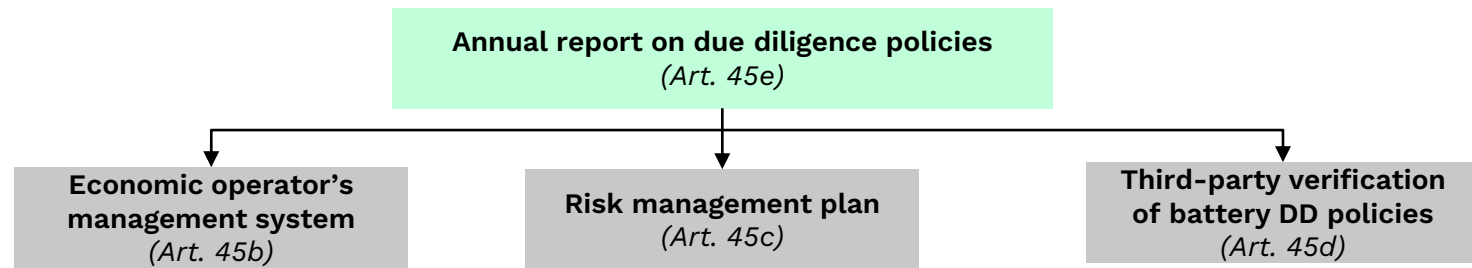 Annual report on due diligence policies
(Art. 45e)
Economic operator’s
management system
(Art. 45b)
Risk management plan
(Art. 45c)
Third-party verification
of battery DD policies
(Art. 45d)